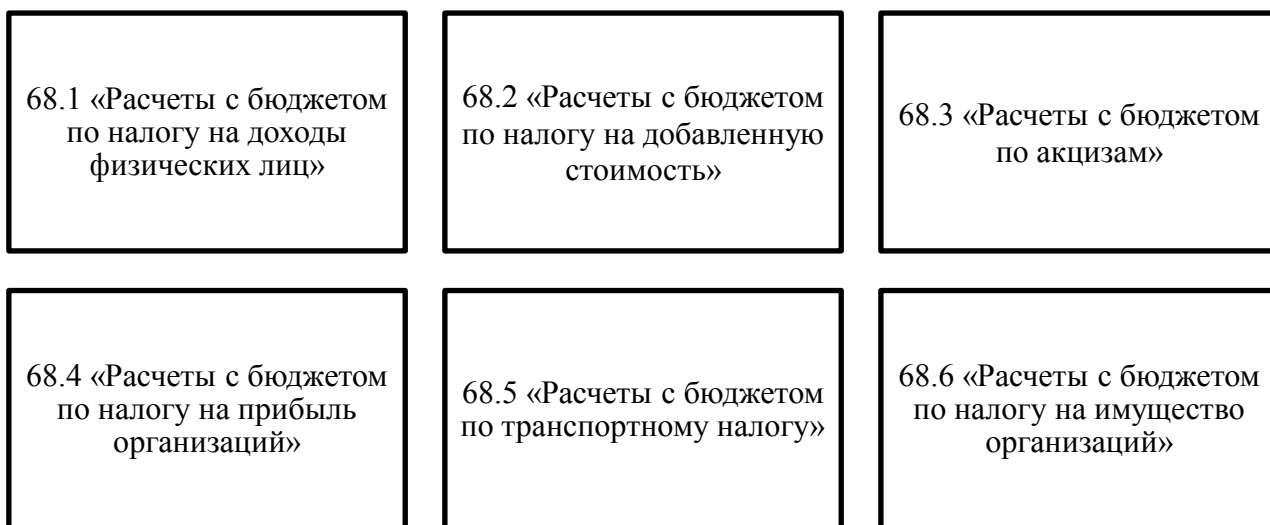 68.1 «Расчеты с бюджетом
по налогу на доходы
физических лиц»
68.2 «Расчеты с бюджетом
по налогу на добавленную
стоимость»
68.3 «Расчеты с бюджетом
по акцизам»
68.4 «Расчеты с бюджетом
по налогу на прибыль
организаций»
68.5 «Расчеты с бюджетом
по транспортному налогу»
68.6 «Расчеты с бюджетом
по налогу на имущество
организаций»